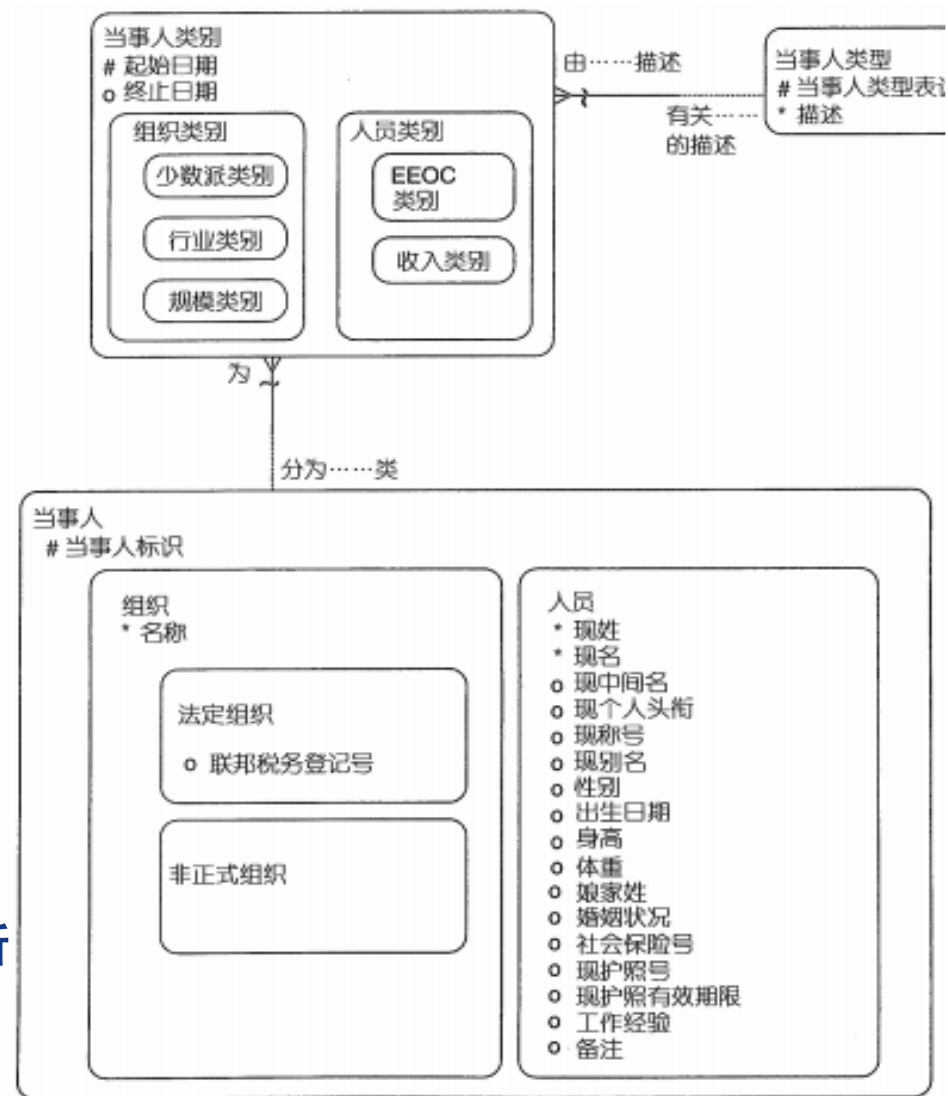 当事人类别
# 起始日期
o 终止日期
组织类别
少数派类别
行业类别
规模类别
人员类别
EEOC
类别
收入类别
由……描述
有关……
的描述
当事人类型
# 当事人类型表
* 描述
为
分为……类
当事人
# 当事人标识
组织
* 名称
法定组织
o 联邦税务登记号
非正式组织
人员
* 现姓
* 现名
o 现中间名
o 现个人头衔
o 现称号
o 现别名
o 性别
o 出生日期
o 身高
o 体重
o 娘家姓
o 婚姻状况
o 社会保险号
o 现护照号
o 现护照有效期限
o 工作经验
o 备注